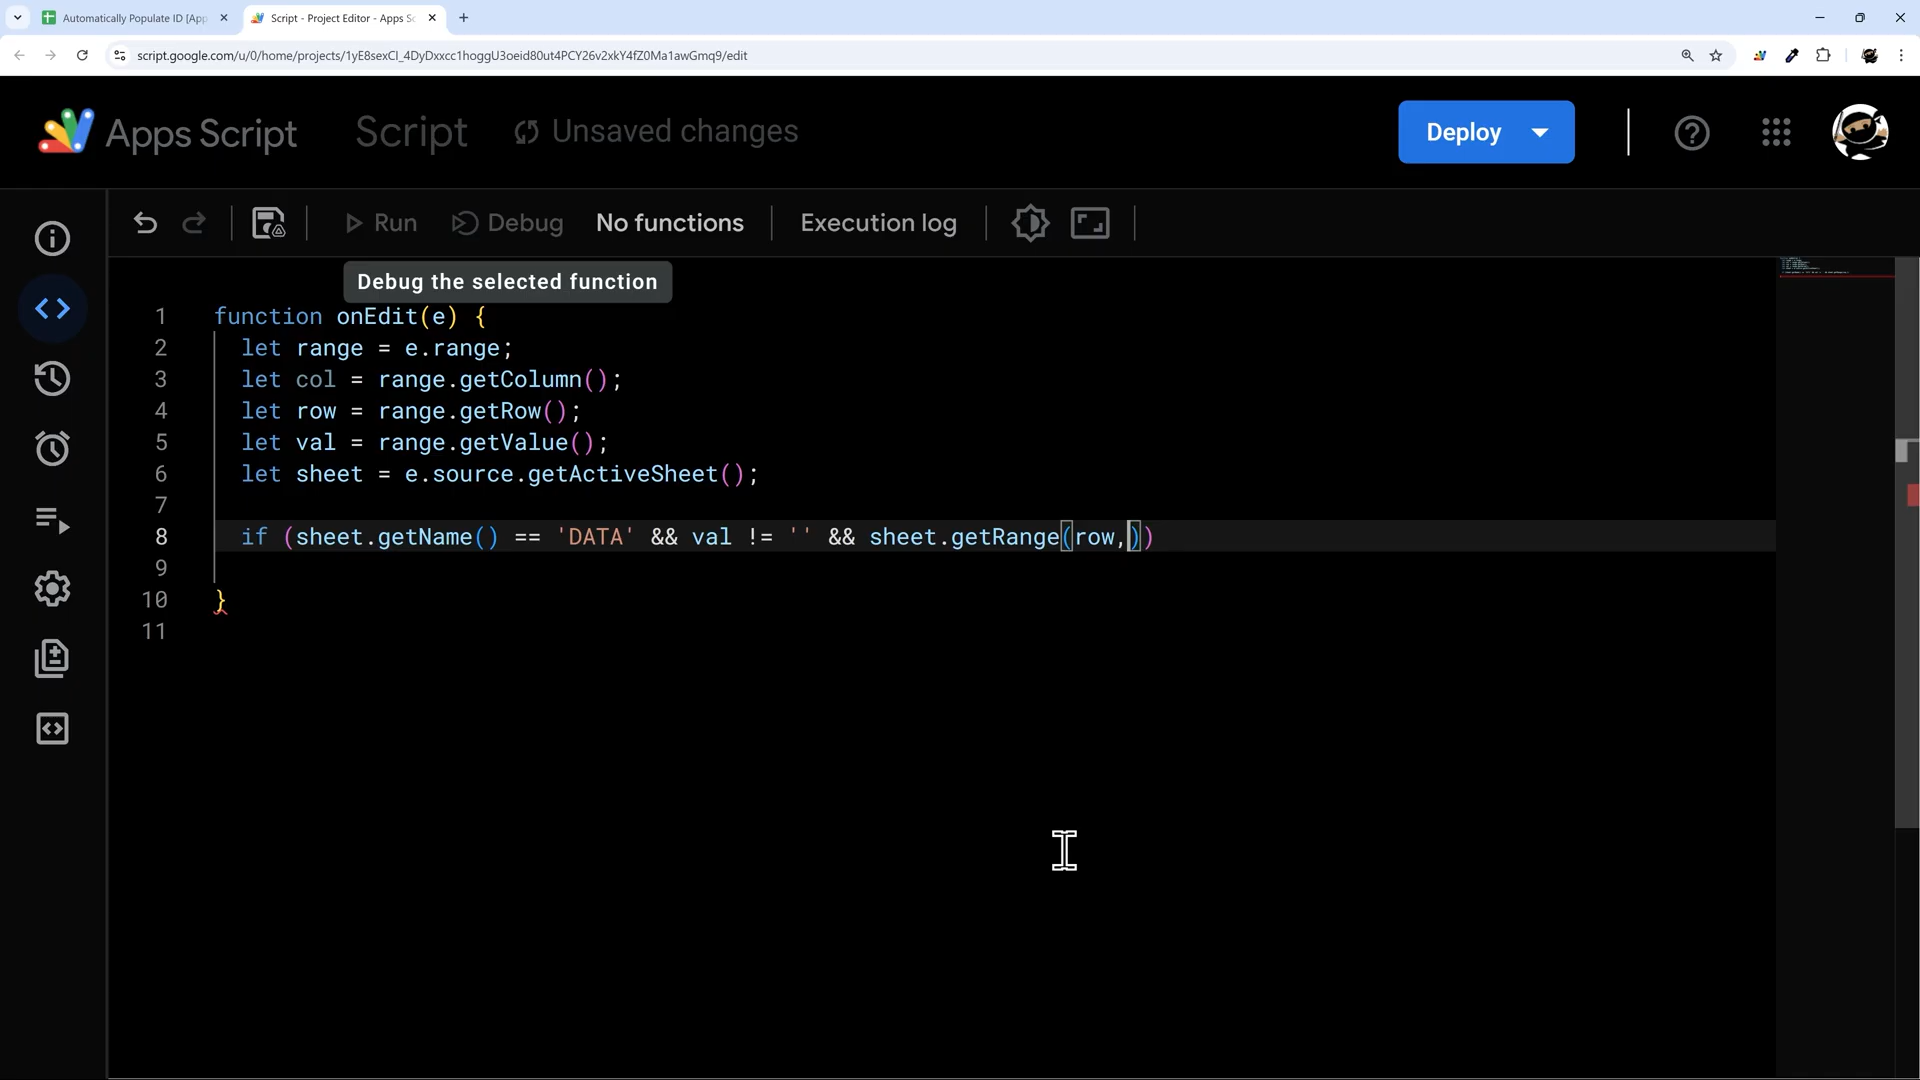 Automatically Populate ID [App
Script - Project Editor - Apps Sc
script.google.com/u/0/home/projects/1yE8sexCl_4DyDxxcc1hoggU3oeid80ut4PCY26v2xkY4fZ0Ma1awGmq9/edit
Apps Script Script Unsaved changes Deploy
Run Debug No functions Execution log
Debug the selected function
1 function onEdit(e) {
2 let range = e.range;
3 let col = range.getColumn();
4 let row = range.getRow();
5 let val = range.getValue();
6 let sheet = e.source.getActiveSheet();
7
8 if (sheet.getName() == 'DATA' && val != '' && sheet.getRange(row,))
9
10 }
11